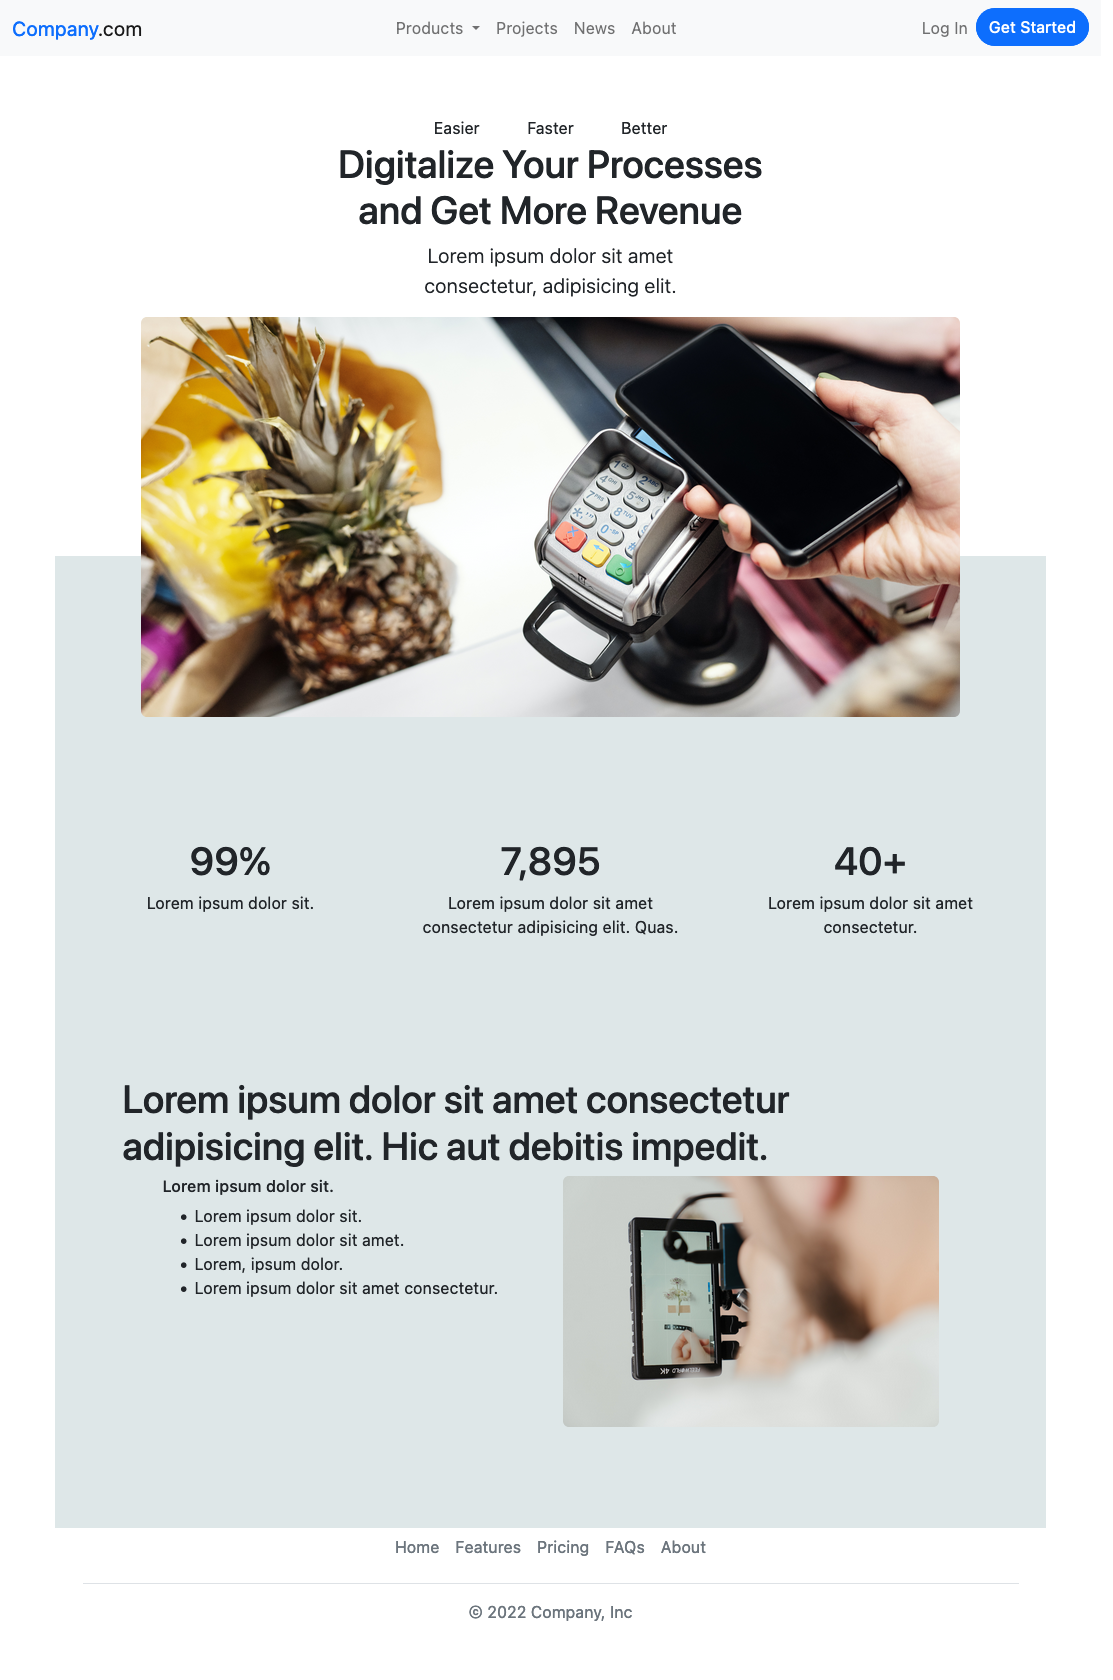 Company.com Products Projects News About Log In Get Started
Easier Faster Better
Digitalize Your Processes
and Get More Revenue
Lorem ipsum dolor sit amet
consectetur, adipisicing elit.
99% 7,895 40+
Lorem ipsum dolor sit.
Lorem ipsum dolor sit amet
consectetur adipisicing elit. Quas.
Lorem ipsum dolor sit amet
consectetur.
Lorem ipsum dolor sit amet consectetur
adipisicing elit. Hic aut debitis impedit.
Lorem ipsum dolor sit.
• Lorem ipsum dolor sit.
• Lorem ipsum dolor sit amet.
• Lorem, ipsum dolor.
• Lorem ipsum dolor sit amet consectetur.
4K
Home Features Pricing FAQs About
© 2022 Company, Inc